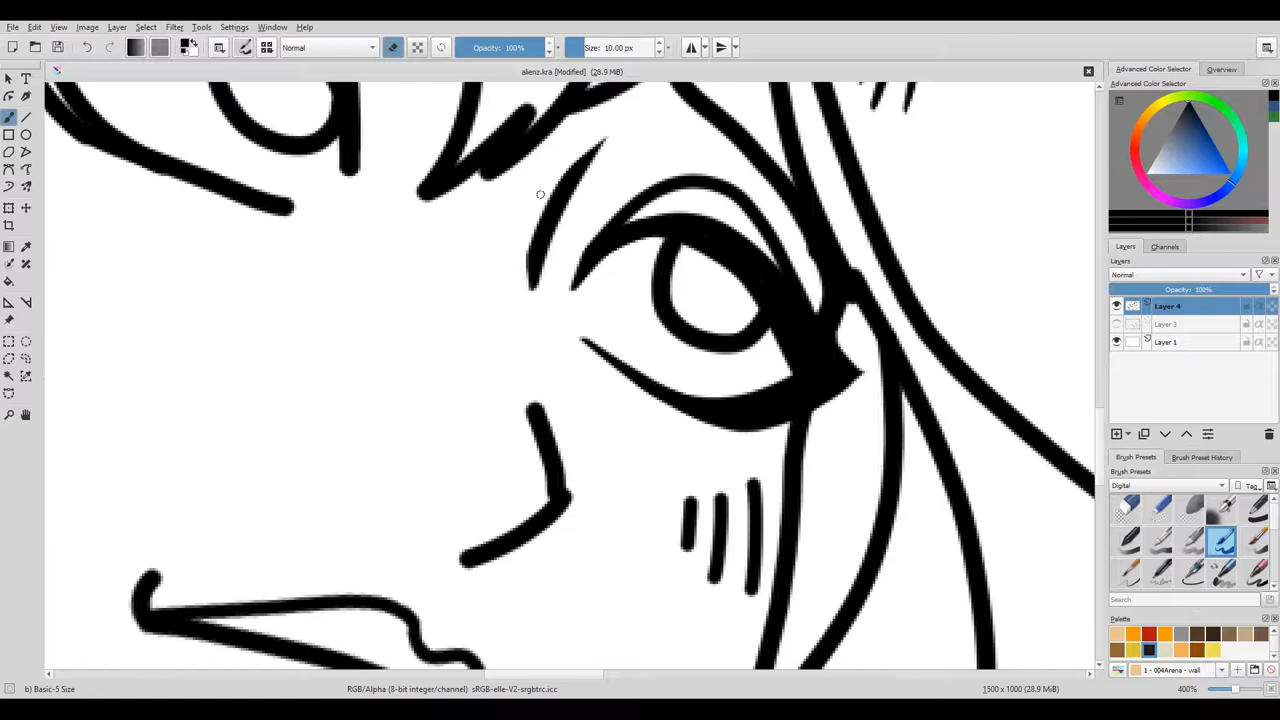 File Edit View Image Layer Select Filter Tools Settings Window Help
Normal Opacity: 100% Size: 10.00 px
alienz.kra [Modified] (28.9 MiB)
Advanced Color Selector Overview
Advanced Color Selector
Layers Channels
Layers
Normal
Opacity: 100%
Layer 4
Layer 3
Layer 1
Brush Presets Brush Preset History
Brush Presets
Digital Tag
Search
Palette
1 - 004Arena - wall
b) Basic-5 Size RGB/Alpha (8-bit integer/channel) sRGB-elle-V2-srgbtrc.icc 1500 x 1000 (28.9 MiB) 400%